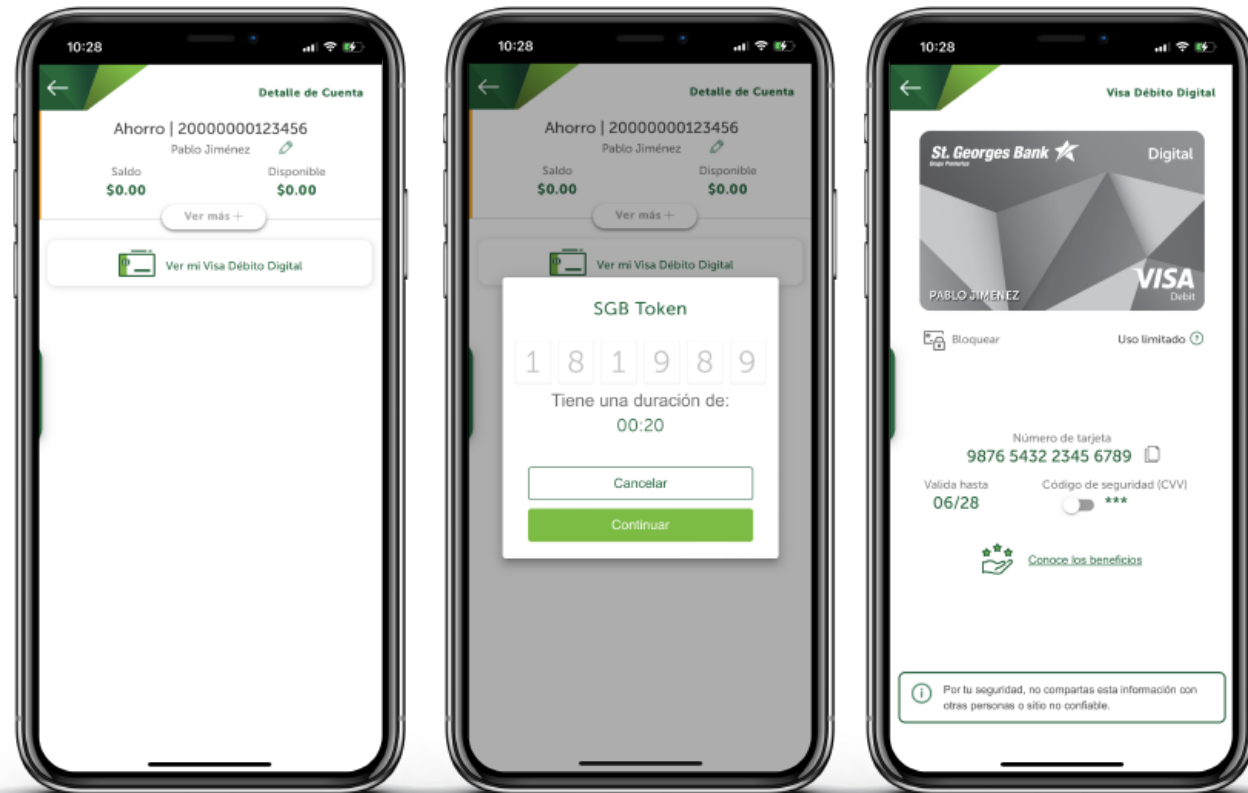 10:28
Detalle de Cuenta
Ahorro | 20000000123456
Pablo Jiménez
Saldo
Disponible
$0.00
$0.00
Ver más +
Ver mi Visa Débito Digital
10:28
Detalle de Cuenta
Ahorro | 20000000123456
Pablo Jiménez
Saldo
Disponible
$0.00
$0.00
Ver más +
Ver mi Visa Débito Digital
SGB Token
1 8 1 9 8 9
Tiene una duración de:
00:20
Cancelar
Continuar
10:28
Visa Débito Digital
St. Georges Bank
Digital
Grupo Promerica
VISA
Debit
PABLO JIMENEZ
Bloquear
Uso limitado ?
Número de tarjeta
9876 5432 2345 6789
Valida hasta
Código de seguridad (CVV)
06/28
***
Conoce los beneficios
Por tu seguridad, no compartas esta información con
otras personas o sitio no confiable.